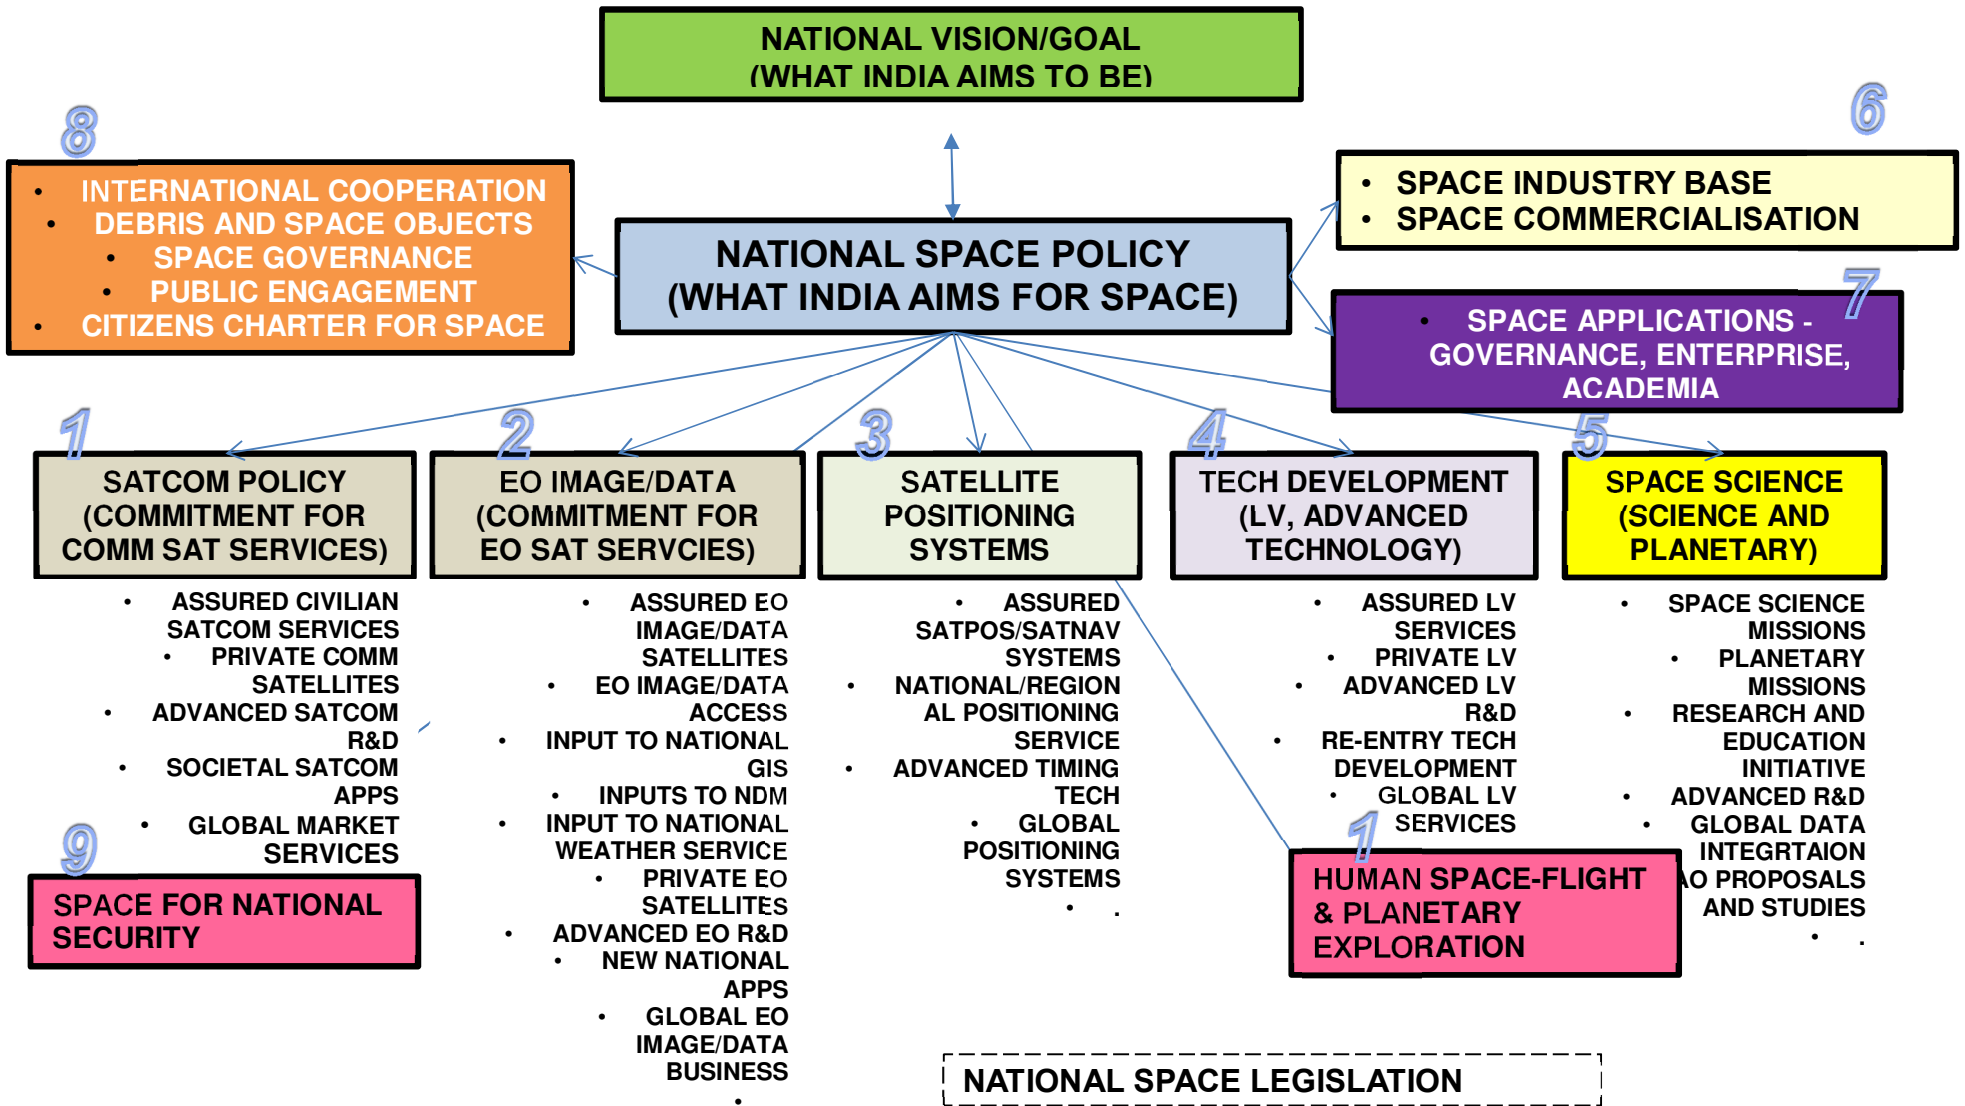 NATIONAL VISION/GOAL
(WHAT INDIA AIMS TO BE)
8
• INTERNATIONAL COOPERATION
• DEBRIS AND SPACE OBJECTS
• SPACE GOVERNANCE
• PUBLIC ENGAGEMENT
• CITIZENS CHARTER FOR SPACE
NATIONAL SPACE POLICY
(WHAT INDIA AIMS FOR SPACE)
6
• SPACE INDUSTRY BASE
• SPACE COMMERCIALISATION
7
• SPACE APPLICATIONS -
GOVERNANCE, ENTERPRISE,
ACADEMIA
1
SATCOM POLICY
(COMMITMENT FOR
COMM SAT SERVICES)
• ASSURED CIVILIAN
SATCOM SERVICES
• PRIVATE COMM
SATELLITES
• ADVANCED SATCOM
R&D
• SOCIETAL SATCOM
APPS
• GLOBAL MARKET
SERVICES
2
EO IMAGE/DATA
(COMMITMENT FOR
EO SAT SERVCIES)
• ASSURED EO
IMAGE/DATA
SATELLITES
• EO IMAGE/DATA
ACCESS
• INPUT TO NATIONAL
GIS
• INPUTS TO NDM
• INPUT TO NATIONAL
WEATHER SERVICE
• PRIVATE EO
SATELLITES
• ADVANCED EO R&D
• NEW NATIONAL
APPS
• GLOBAL EO
IMAGE/DATA
BUSINESS
•
3
SATELLITE
POSITIONING
SYSTEMS
• ASSURED
SATPOS/SATNAV
SYSTEMS
• NATIONAL/REGION
AL POSITIONING
SERVICE
• ADVANCED TIMING
TECH
• GLOBAL
POSITIONING
SYSTEMS
• .
4
TECH DEVELOPMENT
(LV, ADVANCED
TECHNOLOGY)
• ASSURED LV
SERVICES
• PRIVATE LV
• ADVANCED LV
R&D
• RE-ENTRY TECH
DEVELOPMENT
• GLOBAL LV
SERVICES
5
SPACE SCIENCE
(SCIENCE AND
PLANETARY)
• SPACE SCIENCE
MISSIONS
• PLANETARY
MISSIONS
• RESEARCH AND
EDUCATION
INITIATIVE
• ADVANCED R&D
• GLOBAL DATA
INTEGRTAION
AO PROPOSALS
AND STUDIES
• .
9
SPACE FOR NATIONAL
SECURITY
1
HUMAN SPACE-FLIGHT
& PLANETARY
EXPLORATION
NATIONAL SPACE LEGISLATION